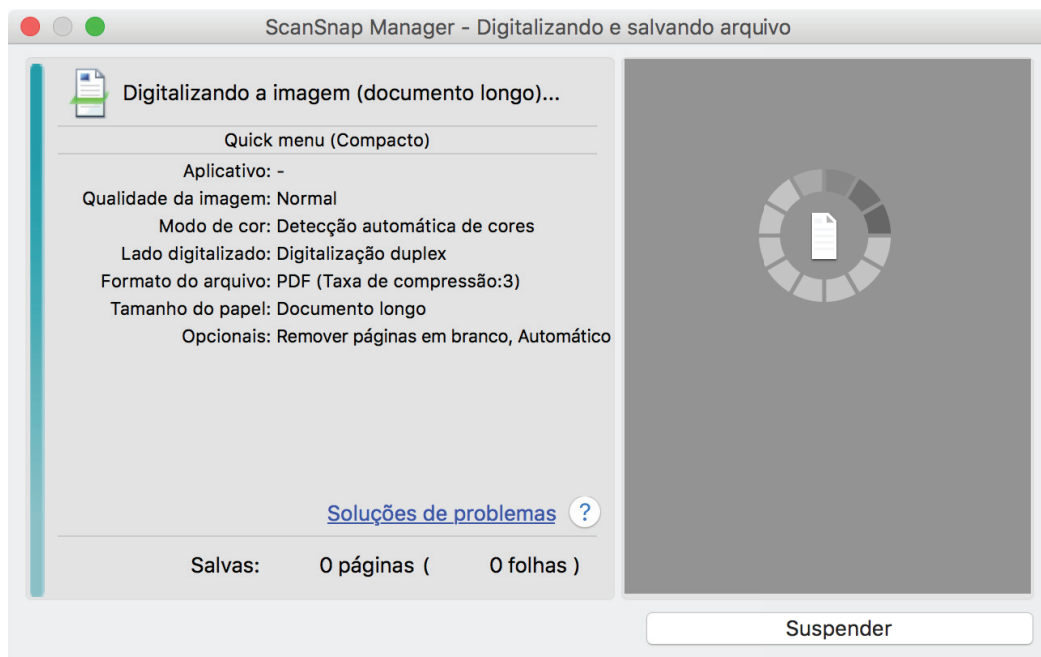 ScanSnap Manager - Digitalizando e salvando arquivo
Digitalizando a imagem (documento longo)...
Quick menu (Compacto)
Aplicativo: -
Qualidade da imagem: Normal
Modo de cor: Detecção automática de cores
Lado digitalizado: Digitalização duplex
Formato do arquivo: PDF (Taxa de compressão:3)
Tamanho do papel: Documento longo
Opcionais: Remover páginas em branco, Automático
Soluções de problemas ?
Salvas: 0 páginas ( 0 folhas )
Suspender